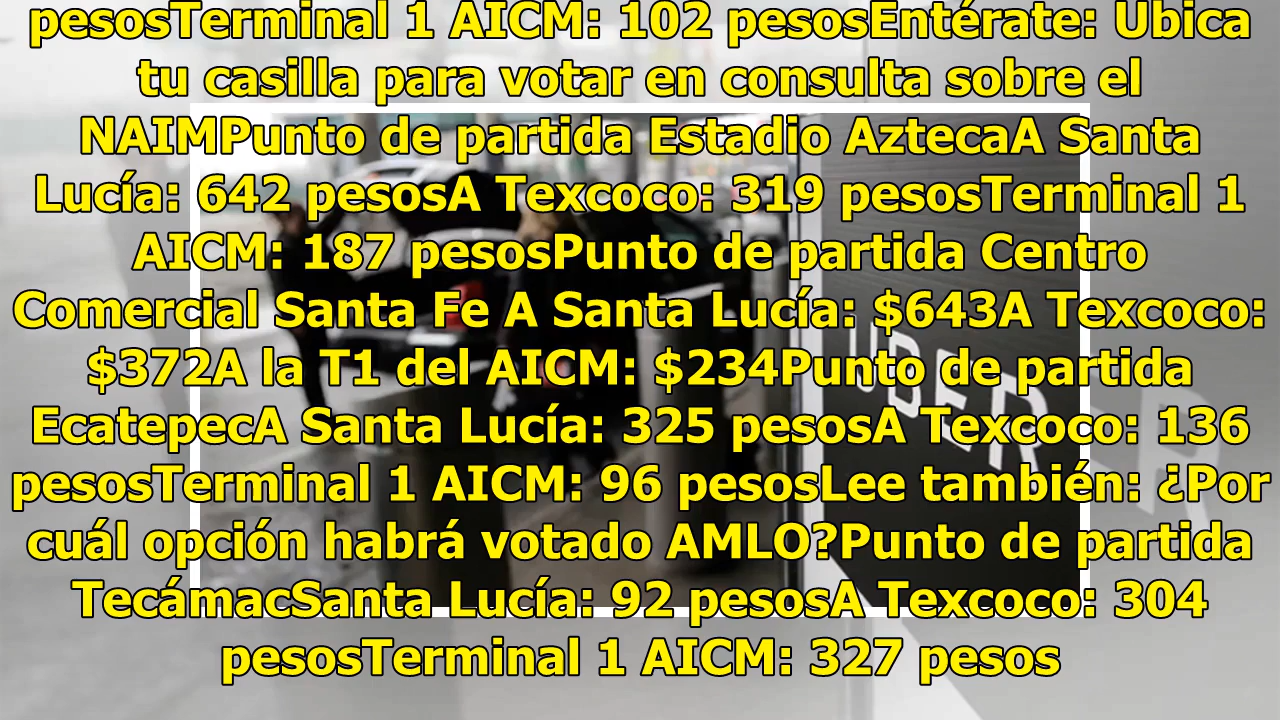 pesosTerminal 1 AICM: 102 pesosEntérate: Ubica
tu casilla para votar en consulta sobre el
NAIMPunto de partida Estadio AztecaA Santa
Lucía: 642 pesosA Texcoco: 319 pesosTerminal 1
AICM: 187 pesosPunto de partida Centro
Comercial Santa Fe A Santa Lucía: $643A Texcoco:
$372A la T1 del AICM: $234Punto de partida
EcatepecA Santa Lucía: 325 pesosA Texcoco: 136
pesosTerminal 1 AICM: 96 pesosLee también: ¿Por
cuál opción habrá votado AMLO?Punto de partida
TecámacSanta Lucía: 92 pesosA Texcoco: 304
pesosTerminal 1 AICM: 327 pesos
UBER